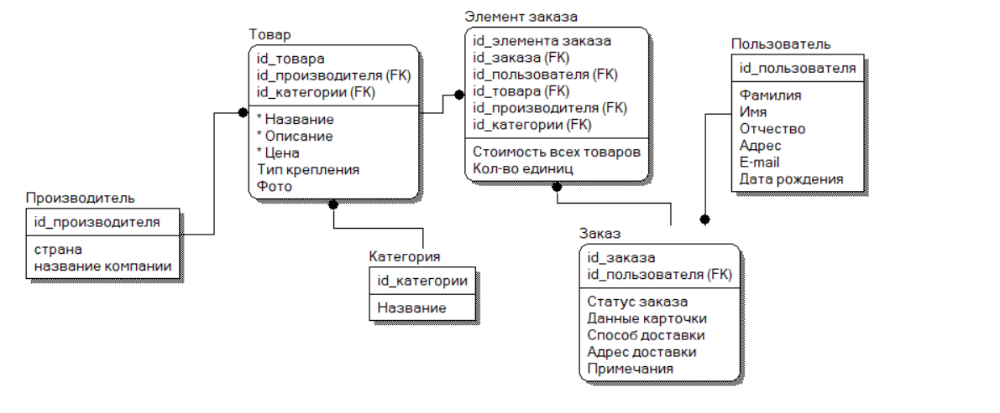 Элемент заказа
id_элемента заказа
id_заказа (FK)
id_пользователя (FK)
id_товара (FK)
id_производителя (FK)
id_категории (FK)
Стоимость всех товаров
Кол-во единиц
Товар
id_товара
id_производителя (FK)
id_категории (FK)
* Название
* Описание
* Цена
Тип крепления
Фото
Пользователь
id_пользователя
Фамилия
Имя
Отчество
Адрес
E-mail
Дата рождения
Производитель
id_производителя
страна
название компании
Категория
id_категории
Название
Заказ
id_заказа
id_пользователя (FK)
Статус заказа
Данные карточки
Способ доставки
Адрес доставки
Примечания